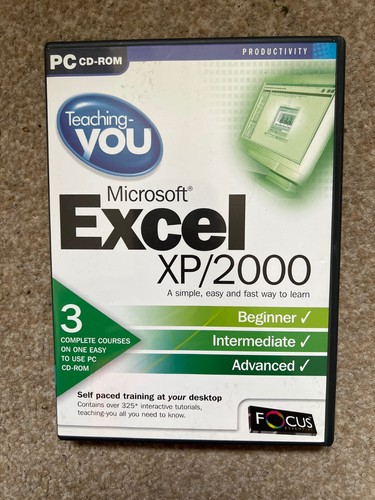 PC CD-ROM
PRODUCTIVITY
Teaching-
you
Microsoft®
Excel
XP/2000
A simple, easy and fast way to learn
Beginner ✓
Intermediate ✓
Advanced ✓
3
COMPLETE COURSES
ON ONE EASY
TO USE PC
CD-ROM
Self paced training at your desktop
Contains over 325* interactive tutorials,
teaching-you all you need to know.
FOCUS